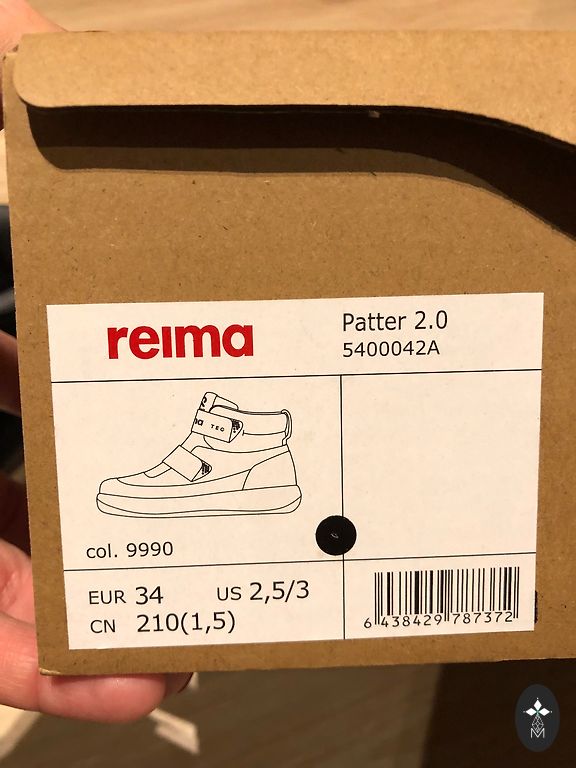 reima
Patter 2.0
5400042A
TEC
col. 9990
EUR 34 US 2,5/3
CN 210(1,5)
6 438429 787372
M